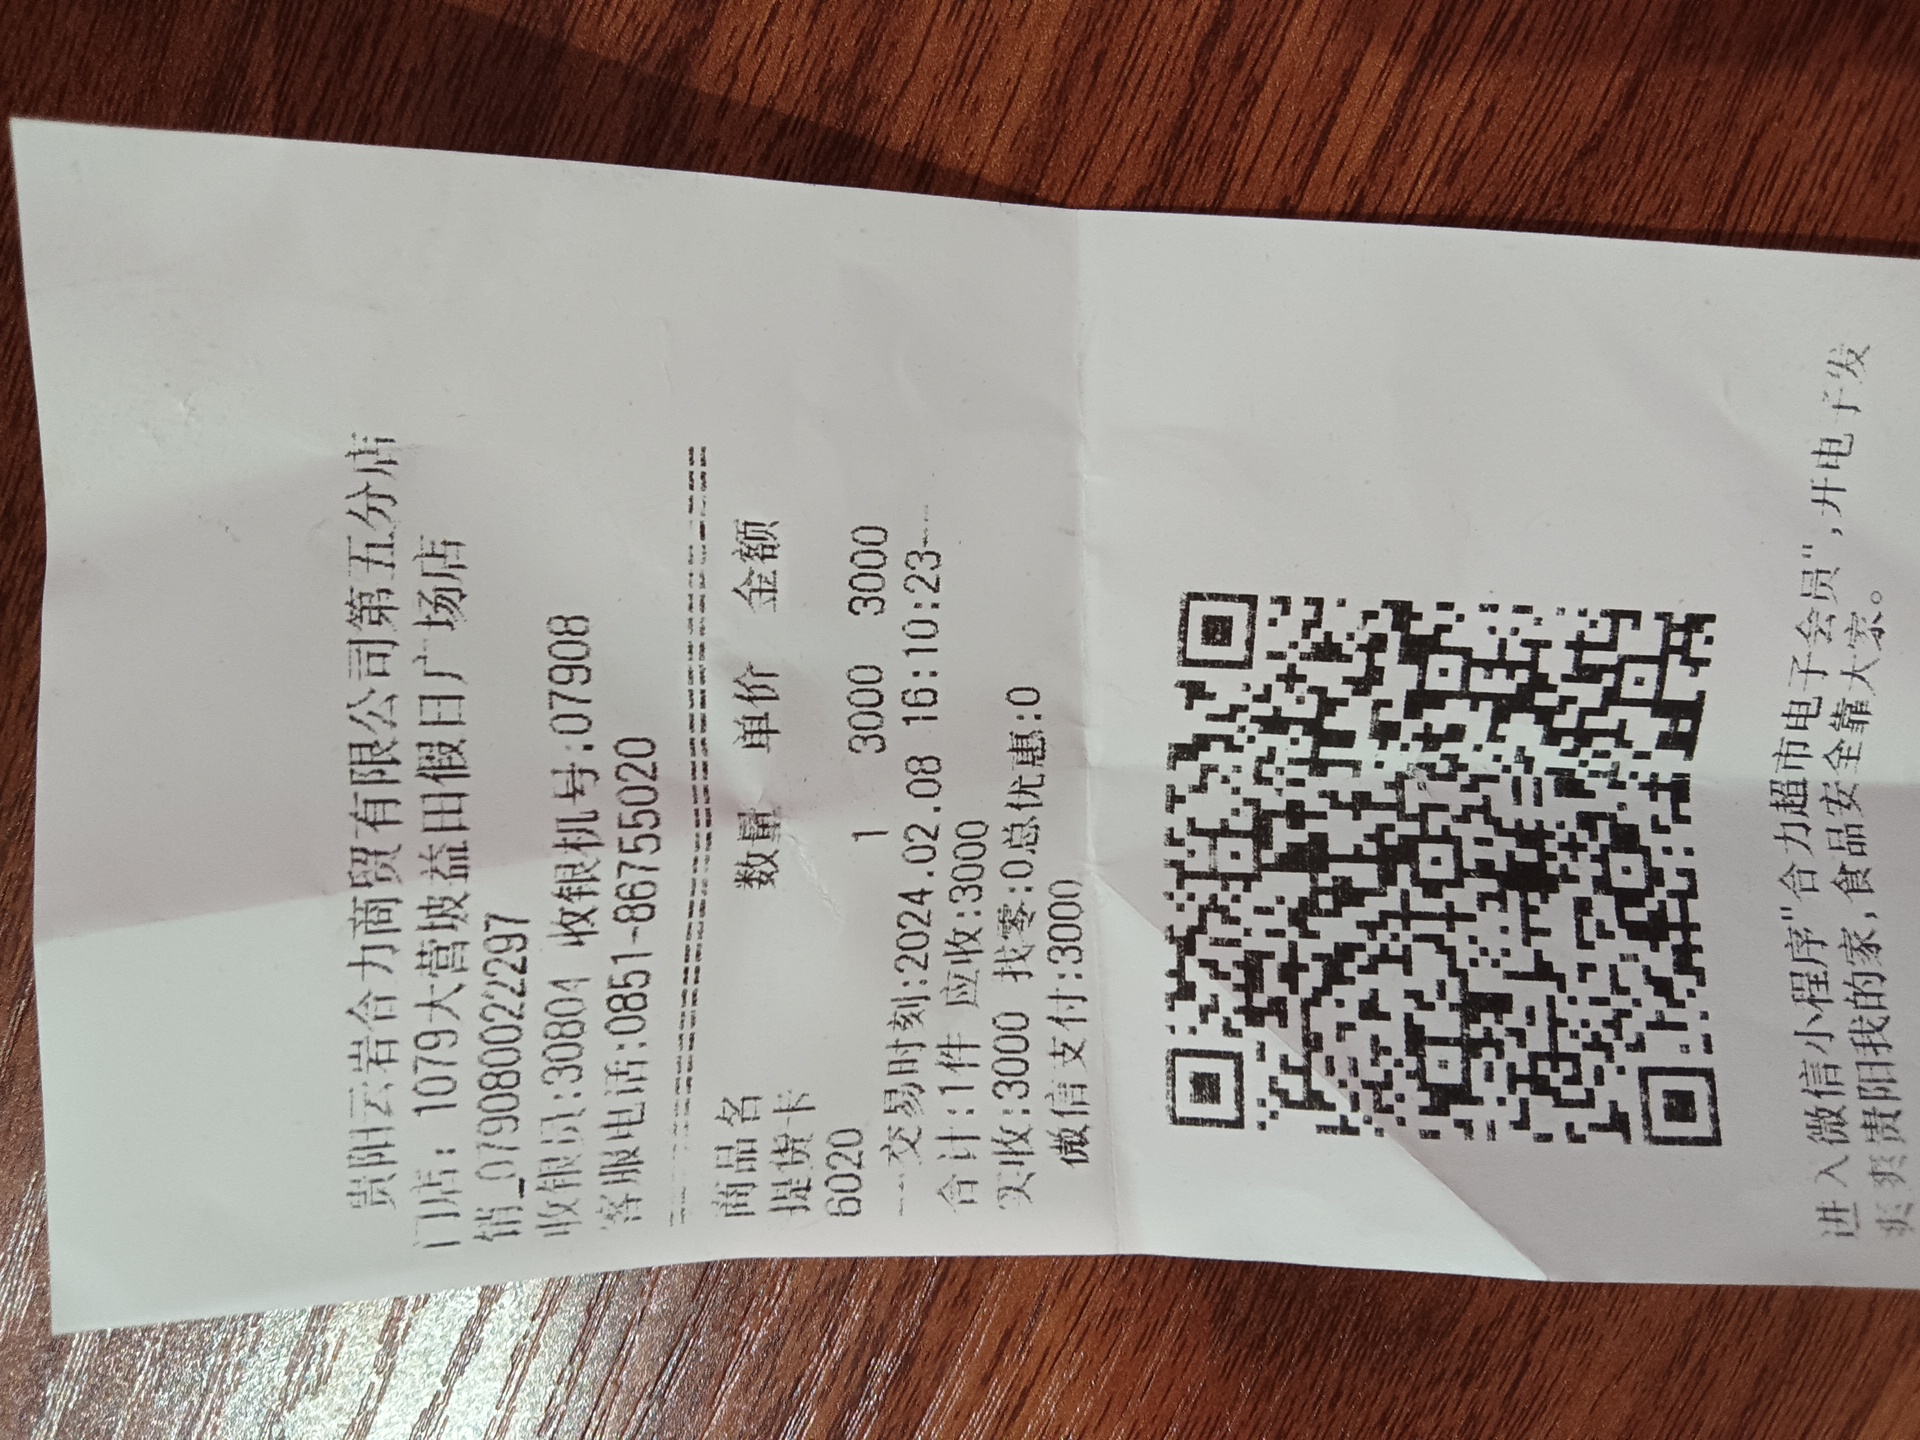 贵阳云岩合力商贸有限公司第五分店
门店: 1079大营坡益田假日广场店
销_079080022297
收银员:30804 收银机号:07908
客服电话:0851-86755020
商品名 数量 单价 金额
提货卡
6020 1 3000 3000
---交易时刻:2024.02.08 16:10:23---
合计:1件 应收:3000
实收:3000 找零:0总优惠:0
微信支付:3000
进入微信小程序"合力超市电子会员",开电子发
爽爽贵阳我的家,食品安全靠大家。